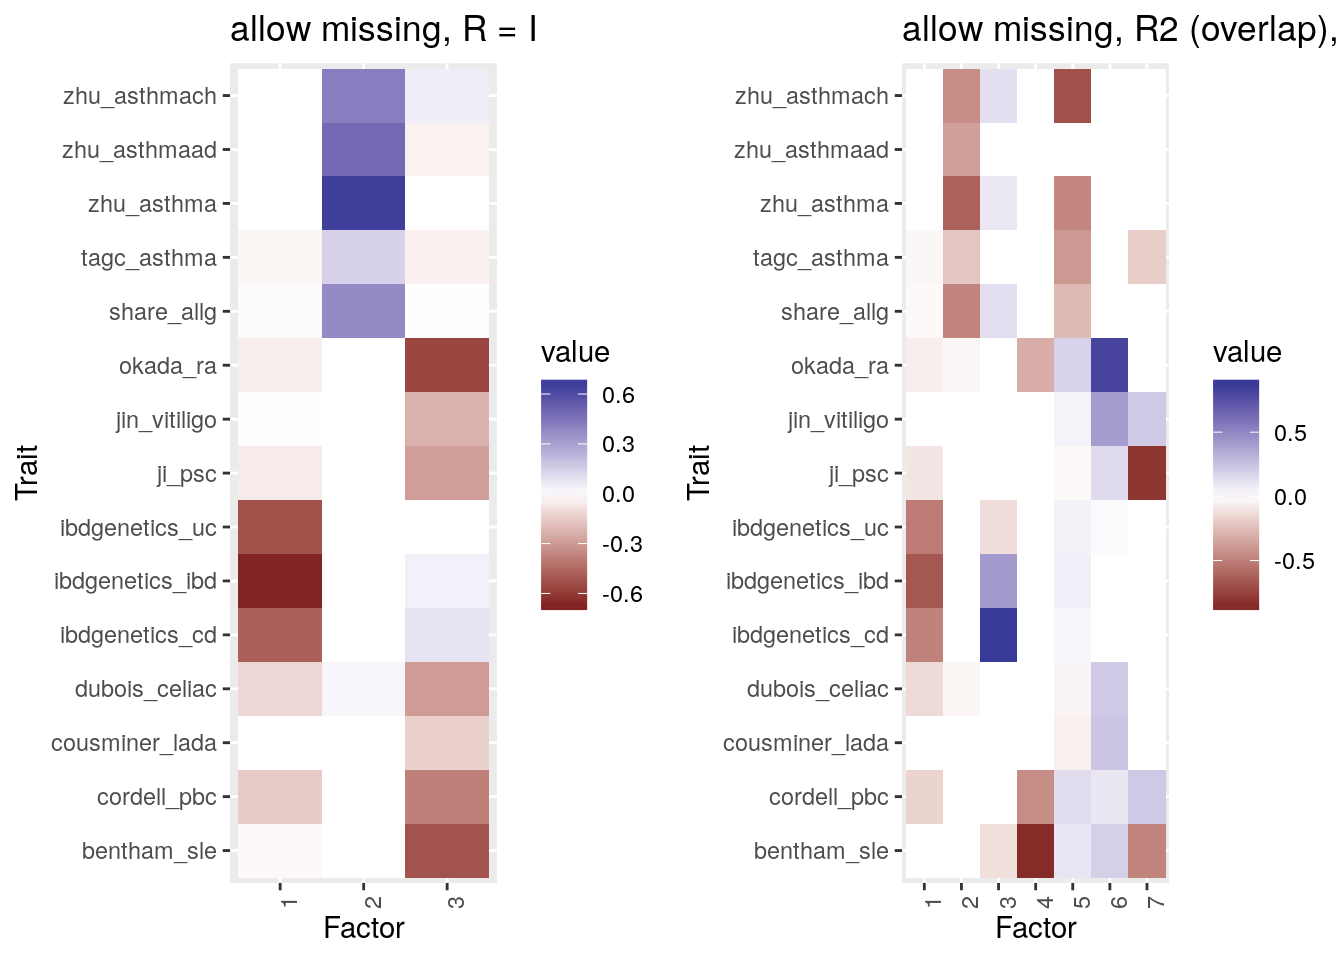 allow missing, R = I
zhu_asthmach
zhu_asthmaad
zhu_asthma
tagc_asthma
share_allg
okada_ra
jin_vitiligo
ji_psc
ibdgenetics_uc
ibdgenetics_ibd
ibdgenetics_cd
dubois_celiac
cousminer_lada
cordell_pbc
bentham_sle
Trait
1 2 3
Factor
value
0.6
0.3
0.0
-0.3
-0.6
allow missing, R2 (overlap),
zhu_asthmach
zhu_asthmaad
zhu_asthma
tagc_asthma
share_allg
okada_ra
jin_vitiligo
ji_psc
ibdgenetics_uc
ibdgenetics_ibd
ibdgenetics_cd
dubois_celiac
cousminer_lada
cordell_pbc
bentham_sle
Trait
1 2 3 4 5 6 7
Factor
value
0.5
0.0
-0.5